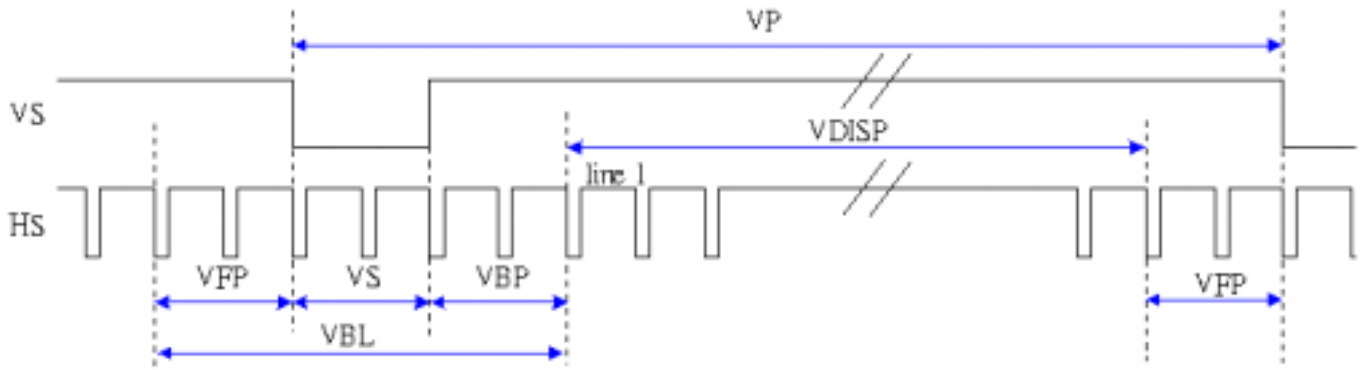 VP
VS
VDISP
line 1
HS
VFP
VS
VBP
VFP
VBL